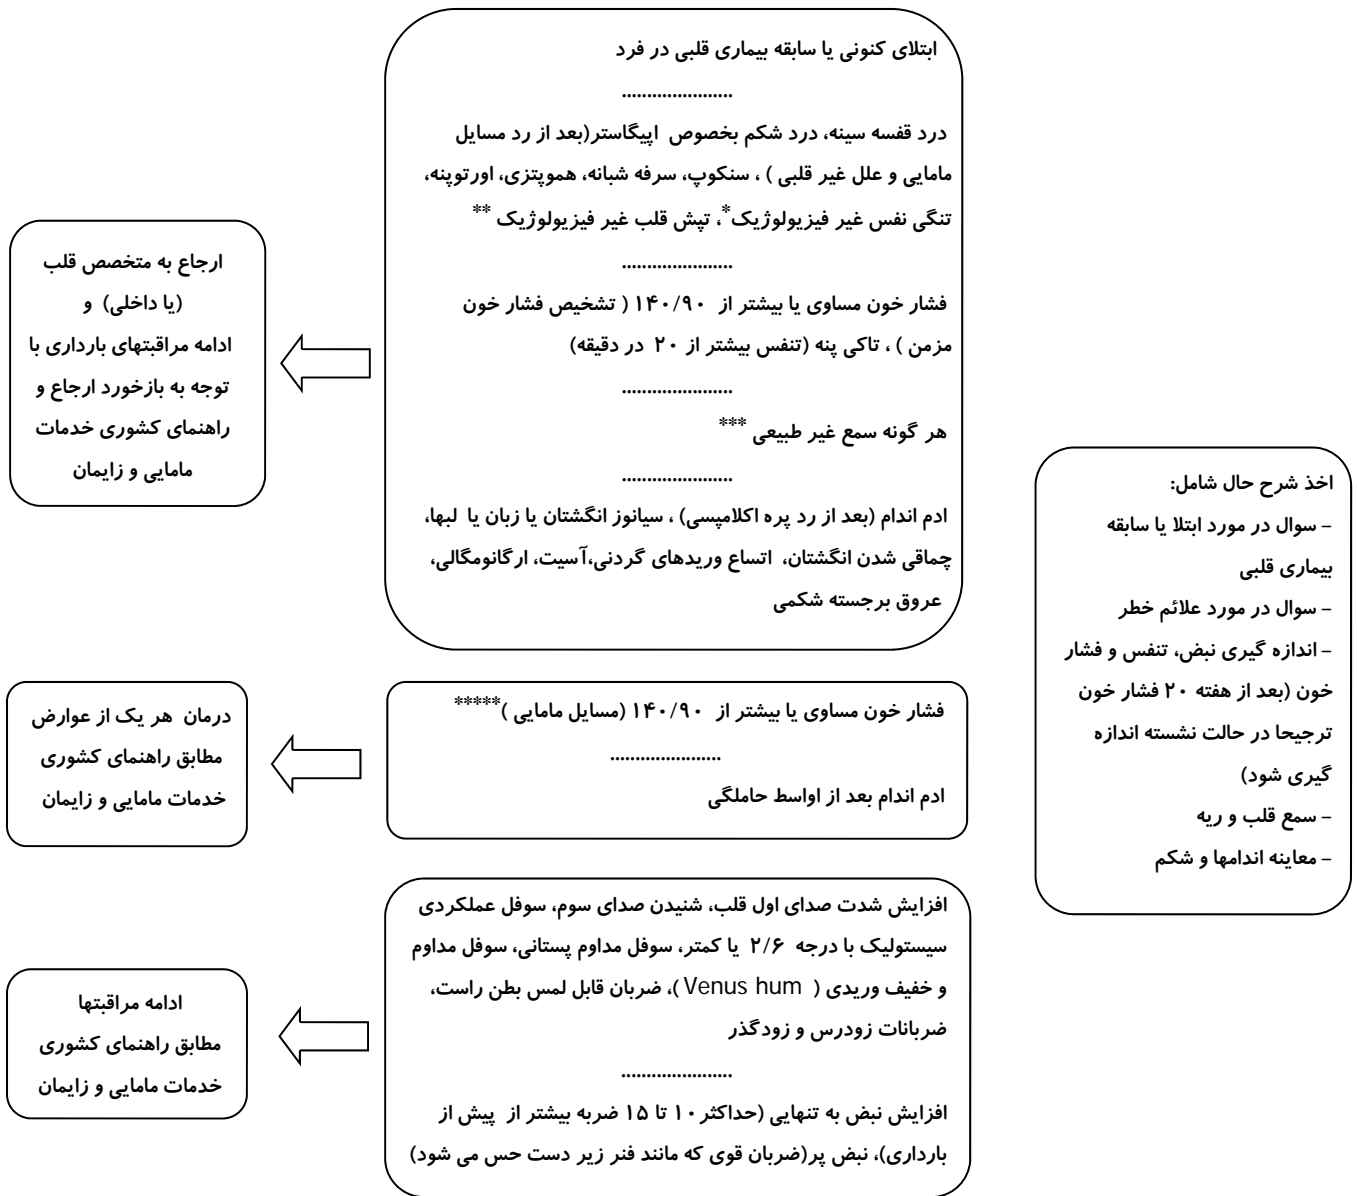 اخذ شرح حال شامل:
– سوال در مورد ابتلا یا سابقه
بیماری قلبی
– سوال در مورد علائم خطر
– اندازه گیری نبض، تنفس و فشار
خون (بعد از هفته ۲۰ فشار خون
ترجیحا در حالت نشسته اندازه
گیری شود)
– سمع قلب و ریه
– معاینه اندامها و شکم
ابتلای کنونی یا سابقه بیماری قلبی در فرد
......................
درد قفسه سینه، درد شکم بخصوص اپیگاستر(بعد از رد مسایل
مامایی و علل غیر قلبی ) ، سنکوپ، سرفه شبانه، هموپتزی، اورتوپنه،
تنگی نفس غیر فیزیولوژیک*، تپش قلب غیر فیزیولوژیک **
......................
فشار خون مساوی یا بیشتر از ۱۴۰/۹۰ ( تشخیص فشار خون
مزمن ) ، تاکی پنه (تنفس بیشتر از ۲۰ در دقیقه)
......................
هر گونه سمع غیر طبیعی ***
......................
ادم اندام (بعد از رد پره اکلامپسی) ، سیانوز انگشتان یا زبان یا لبها،
چماقی شدن انگشتان، اتساع وریدهای گردنی،آسیت، ارگانومگالی،
عروق برجسته شکمی
ارجاع به متخصص قلب
(یا داخلی) و
ادامه مراقبتهای بارداری با
توجه به بازخورد ارجاع و
راهنمای کشوری خدمات
مامایی و زایمان
فشار خون مساوی یا بیشتر از ۱۴۰/۹۰ (مسایل مامایی )*****
......................
ادم اندام بعد از اواسط حاملگی
درمان هر یک از عوارض
مطابق راهنمای کشوری
خدمات مامایی و زایمان
افزایش شدت صدای اول قلب، شنیدن صدای سوم، سوفل عملکردی
سیستولیک با درجه ۲/۶ یا کمتر، سوفل مداوم پستانی، سوفل مداوم
و خفیف وریدی ( Venus hum )، ضربان قابل لمس بطن راست،
ضربانات زودرس و زودگذر
......................
افزایش نبض به تنهایی (حداکثر ۱۰ تا ۱۵ ضربه بیشتر از پیش از
بارداری)، نبض پر(ضربان قوی که مانند فنر زیر دست حس می شود)
ادامه مراقبتها
مطابق راهنمای کشوری
خدمات مامایی و زایمان